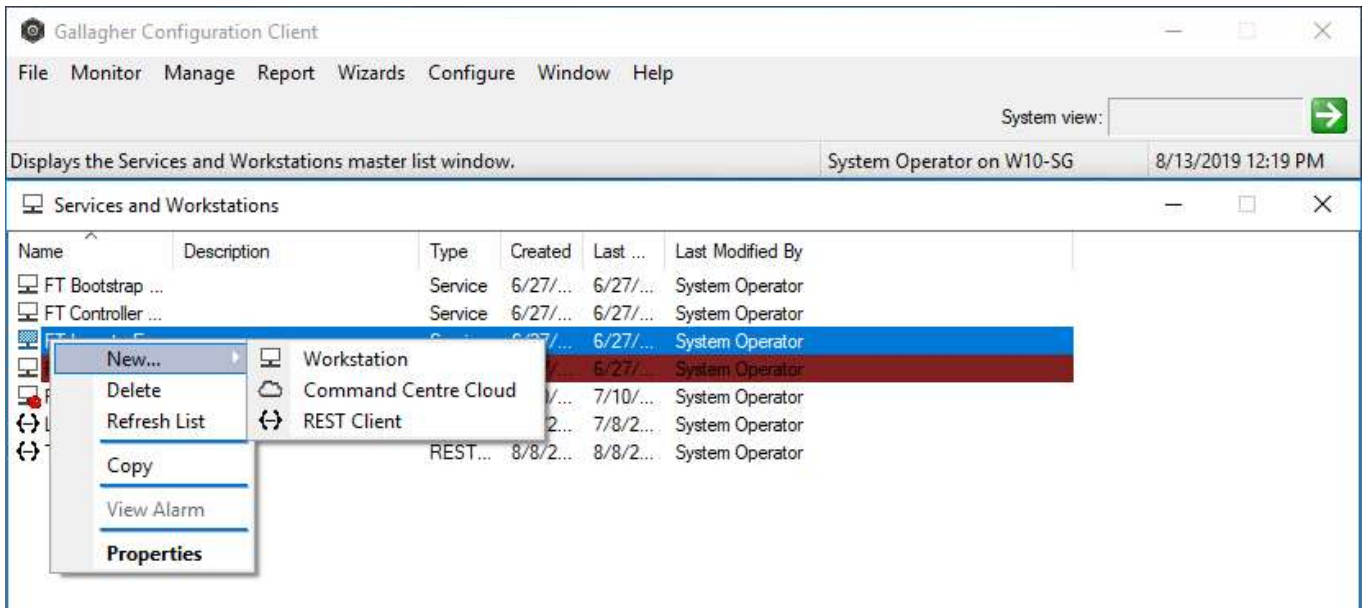 Gallagher Configuration Client
File Monitor Manage Report Wizards Configure Window Help
System view:
Displays the Services and Workstations master list window. System Operator on W10-SG 8/13/2019 12:19 PM
Services and Workstations
Name Description Type Created Last ... Last Modified By
FT Bootstrap ... Service 6/27/... 6/27/... System Operator
FT Controller ... Service 6/27/... 6/27/... System Operator
6/27/... System Operator
New... Workstation 6/27/... System Operator
Delete Command Centre Cloud 7/10/... System Operator
Refresh List REST Client 7/8/2... System Operator
REST... 8/8/2... 8/8/2... System Operator
Copy
View Alarm
Properties